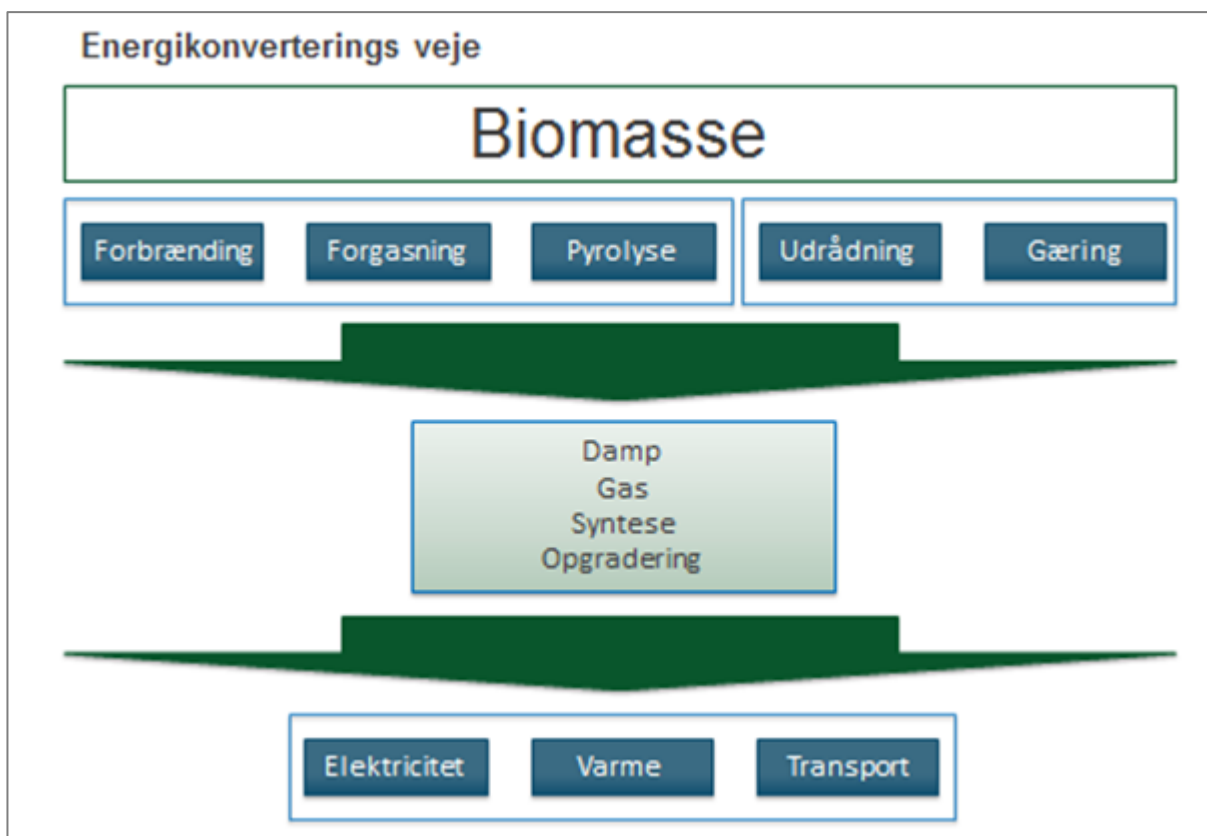 Energikonverterings veje
Biomasse
Forbrænding
Forgasning
Pyrolyse
Udrådning
Gæring
Damp
Gas
Syntese
Opgradering
Elektricitet
Varme
Transport